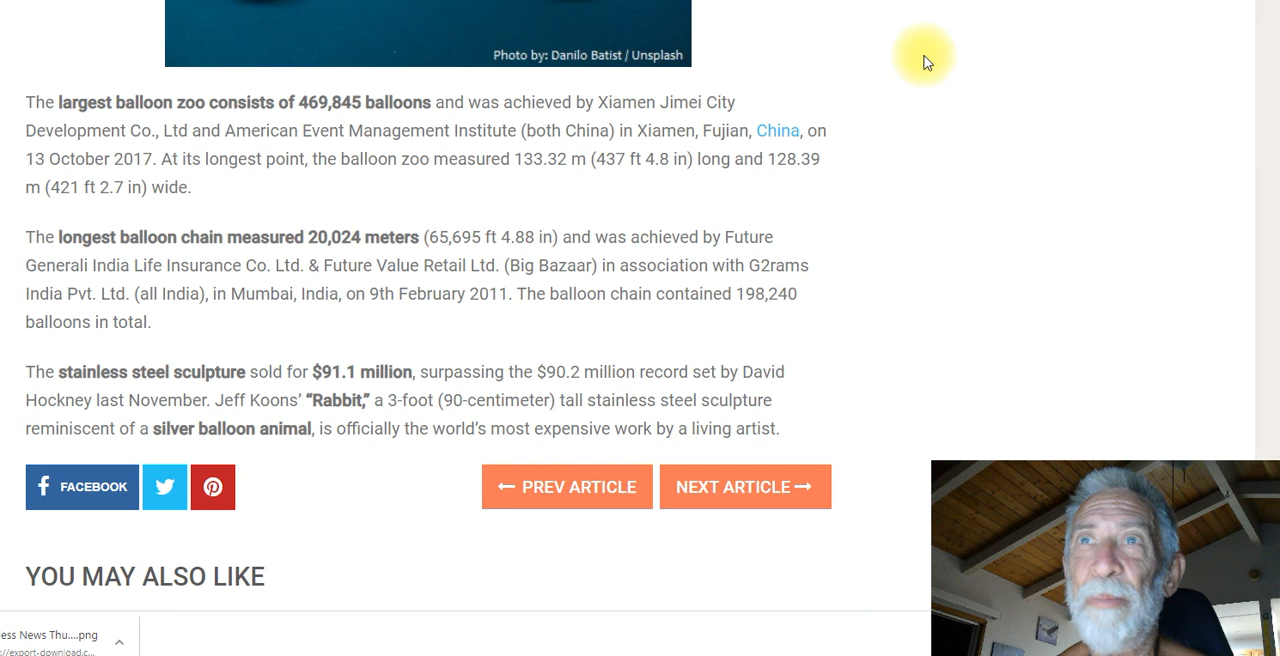 Photo by: Danilo Batist / Unsplash
The largest balloon zoo consists of 469,845 balloons and was achieved by Xiamen Jimei City
Development Co., Ltd and American Event Management Institute (both China) in Xiamen, Fujian, China, on
13 October 2017. At its longest point, the balloon zoo measured 133.32 m (437 ft 4.8 in) long and 128.39
m (421 ft 2.7 in) wide.
The longest balloon chain measured 20,024 meters (65,695 ft 4.88 in) and was achieved by Future
Generali India Life Insurance Co. Ltd. & Future Value Retail Ltd. (Big Bazaar) in association with G2rams
India Pvt. Ltd. (all India), in Mumbai, India, on 9th February 2011. The balloon chain contained 198,240
balloons in total.
The stainless steel sculpture sold for $91.1 million, surpassing the $90.2 million record set by David
Hockney last November. Jeff Koons’ “Rabbit,” a 3-foot (90-centimeter) tall stainless steel sculpture
reminiscent of a silver balloon animal, is officially the world’s most expensive work by a living artist.
FACEBOOK
PREV ARTICLE
NEXT ARTICLE
YOU MAY ALSO LIKE
ess News Thu....png
://export-download.c...